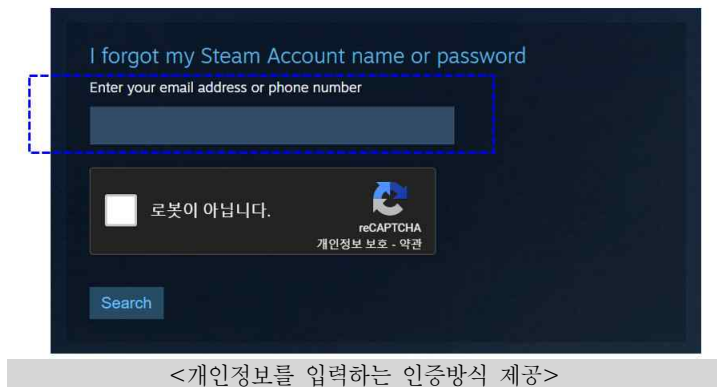 I forgot my Steam Account name or password
Enter your email address or phone number
로봇이 아닙니다.
reCAPTCHA
개인정보 보호 - 약관
Search
<개인정보를 입력하는 인증방식 제공>